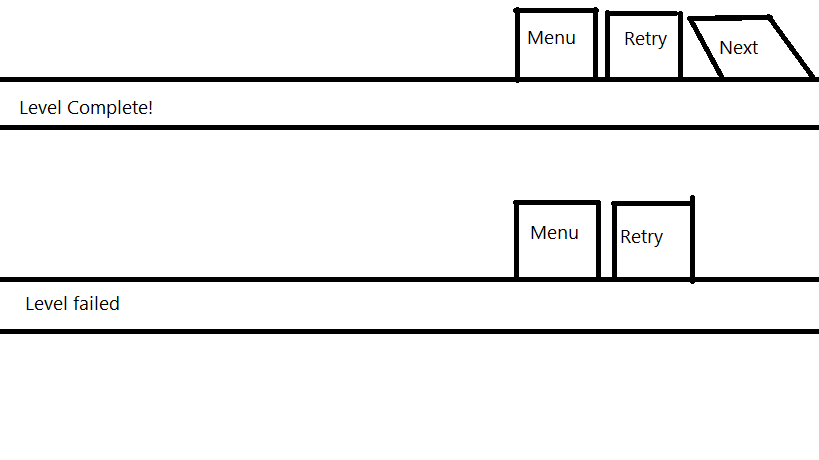 Menu
Retry
Next
Level Complete!
Menu
Retry
Level failed